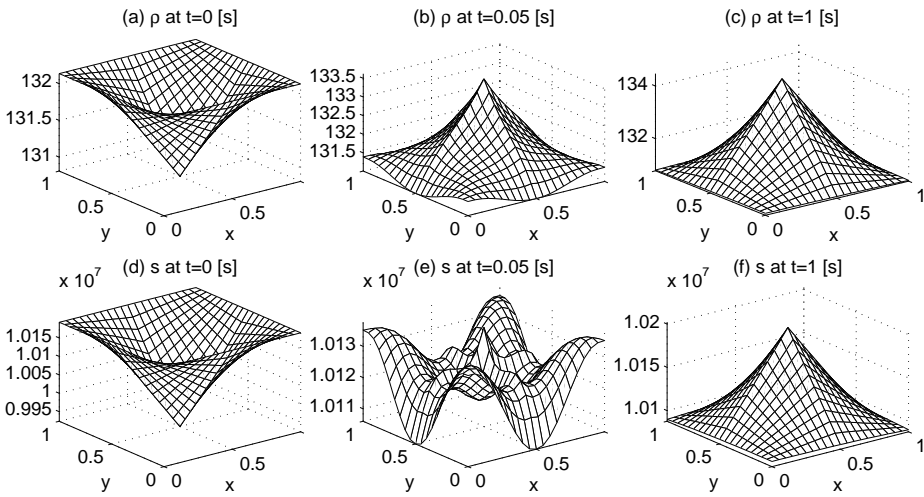 (a) ρ at t=0 [s]
132
131.5
131
1
0.5
0
0
0.5
y
x
(b) ρ at t=0.05 [s]
133.5
133
132.5
132
131.5
1
0.5
0
0
0.5
y
x
(c) ρ at t=1 [s]
134
132
1
0.5
0
0
0.5
1
y
x
x 10^7
(d) s at t=0 [s]
1.015
1.01
1.005
1
0.995
1
0.5
0
0
0.5
y
x
x 10^7
(e) s at t=0.05 [s]
1.013
1.012
1.011
1
0.5
0
0
0.5
y
x
x 10^7
(f) s at t=1 [s]
1.02
1.015
1.01
1
0.5
0
0
0.5
1
y
x